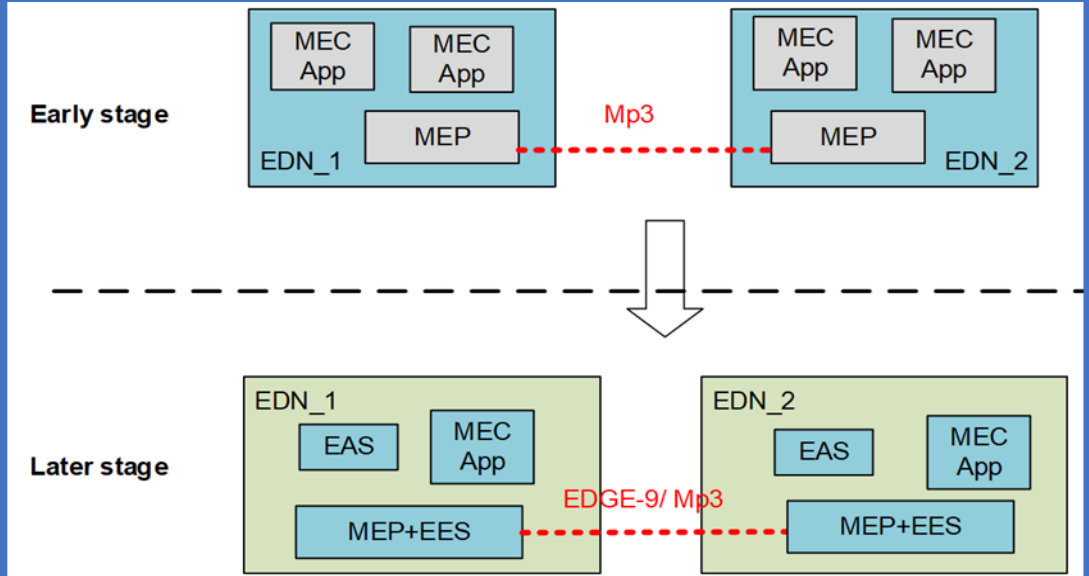 MEC
App
MEC
App
MEC
App
MEC
App
Early stage
Mp3
MEP
MEP
EDN_1
EDN_2
EDN_1
EDN_2
EAS
MEC
App
EAS
MEC
App
Later stage
EDGE-9/ Mp3
MEP+EES
MEP+EES